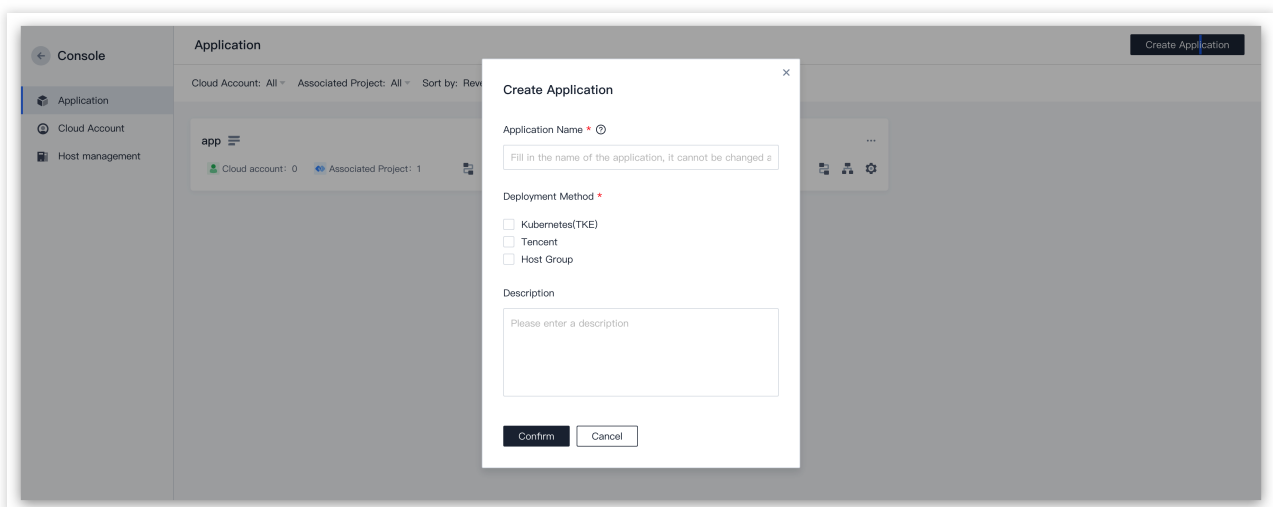 Console
Application
Create Application
Cloud Account: All Associated Project: All Sort by: Reve
Application
Cloud Account
Host management
app
Cloud account: 0 Associated Project: 1
...
Create Application
Application Name * ?
Fill in the name of the application, it cannot be changed a
Deployment Method *
Kubernetes(TKE)
Tencent
Host Group
Description
Please enter a description
Confirm Cancel